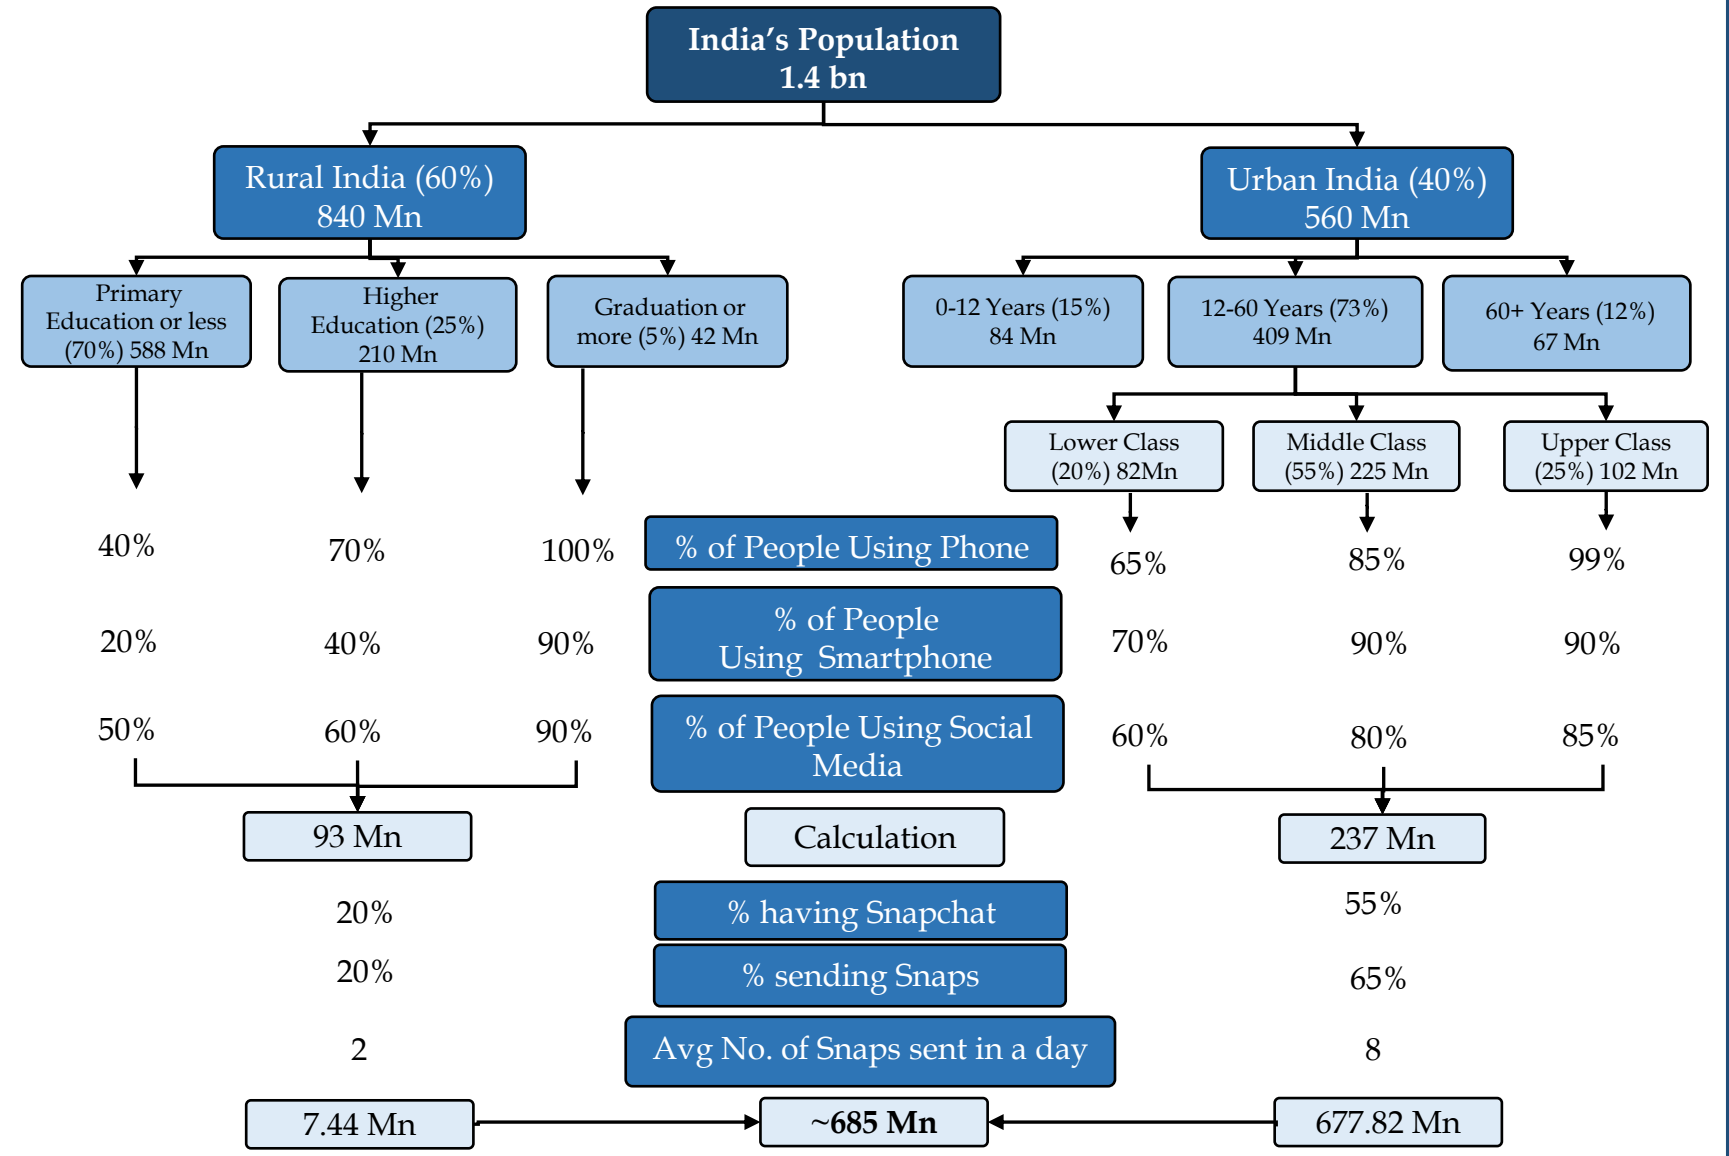 India’s Population
1.4 bn
Rural India (60%)
840 Mn
Urban India (40%)
560 Mn
Primary
Education or less
(70%) 588 Mn
Higher
Education (25%)
210 Mn
Graduation or
more (5%) 42 Mn
0-12 Years (15%)
84 Mn
12-60 Years (73%)
409 Mn
60+ Years (12%)
67 Mn
Lower Class
(20%) 82Mn
Middle Class
(55%) 225 Mn
Upper Class
(25%) 102 Mn
40%
70%
100%
% of People Using Phone
65%
85%
99%
20%
40%
90%
% of People
Using Smartphone
70%
90%
90%
50%
60%
90%
% of People Using Social
Media
60%
80%
85%
93 Mn
Calculation
237 Mn
20%
% having Snapchat
55%
20%
% sending Snaps
65%
2
Avg No. of Snaps sent in a day
8
7.44 Mn
~685 Mn
677.82 Mn